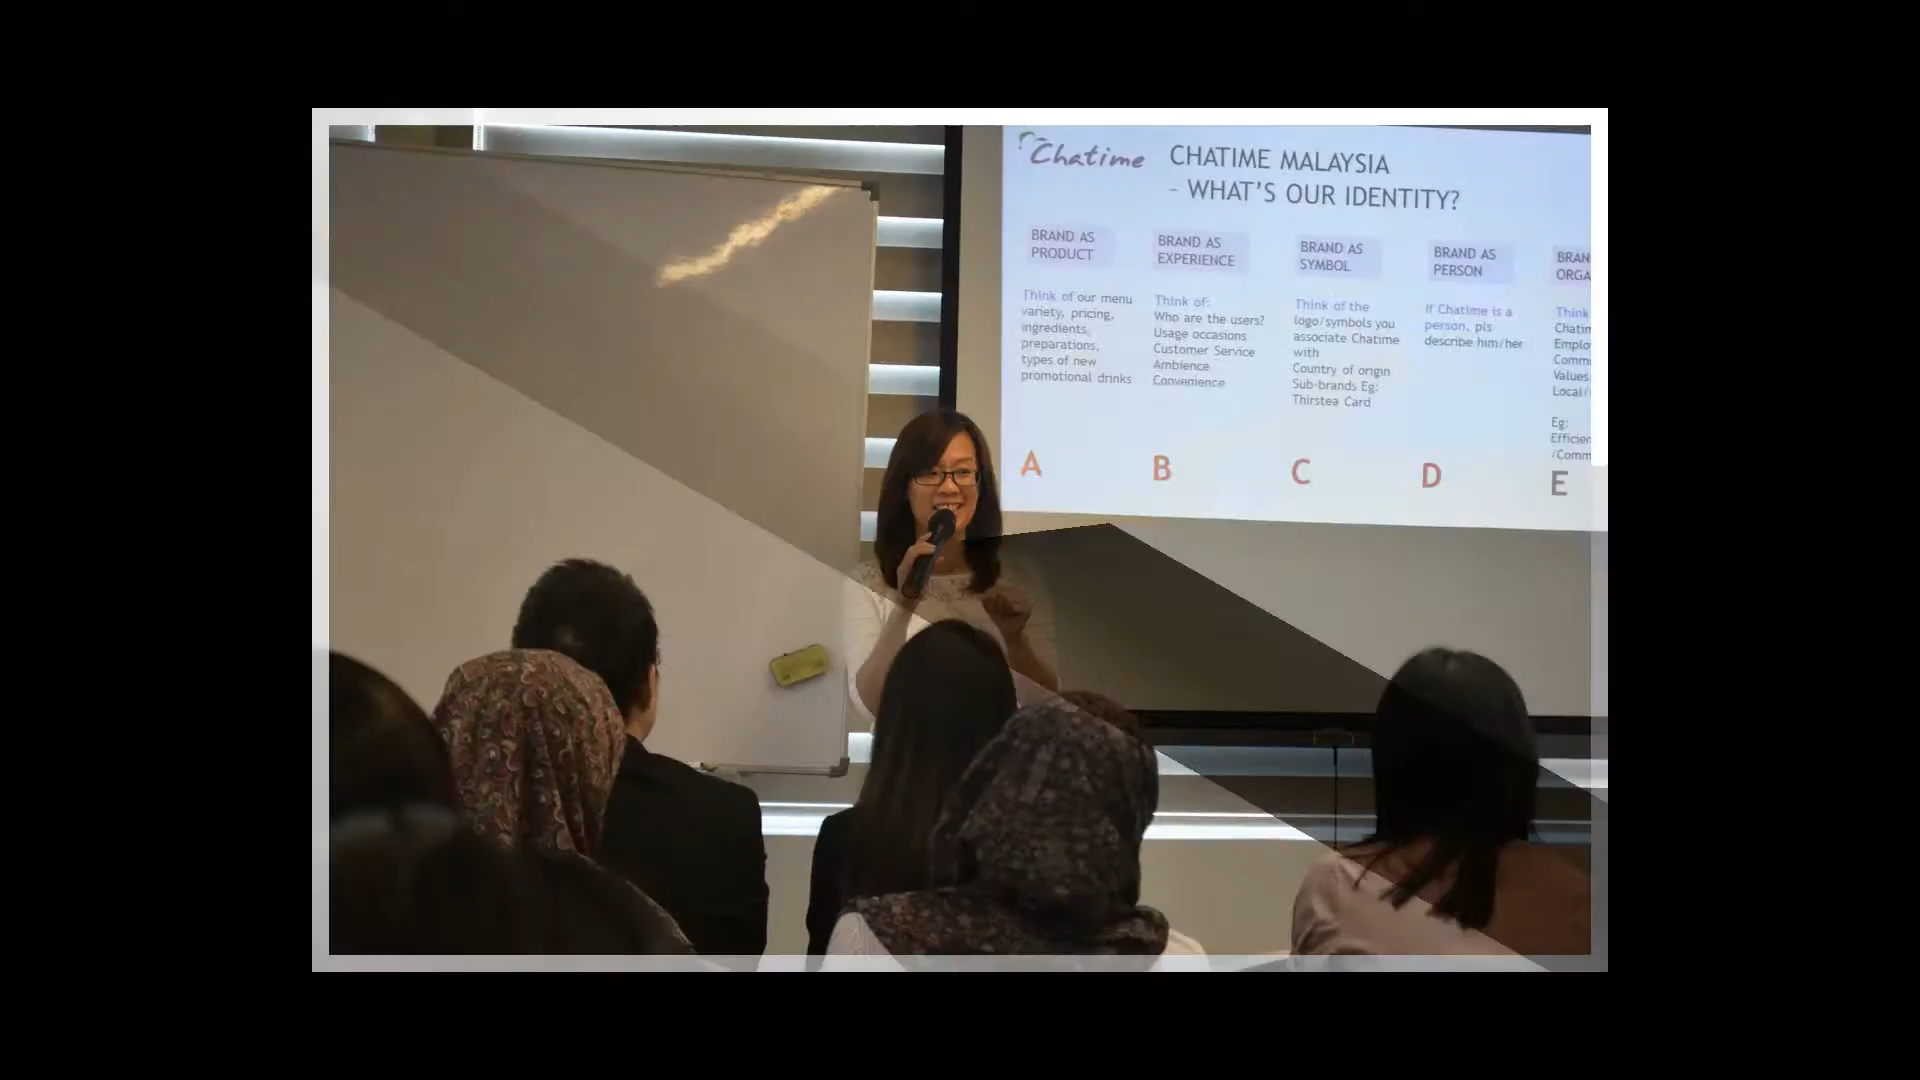 Chatime
CHATIME MALAYSIA
- WHAT'S OUR IDENTITY?
BRAND AS
PRODUCT
Think of our menu
variety, pricing,
ingredients,
preparations,
types of new
promotional drinks
A
BRAND AS
EXPERIENCE
Think of:
Who are the users?
Usage occasions
Customer Service
Ambience
Convenience
B
BRAND AS
SYMBOL
Think of the
logo/symbols you
associate Chatime
with
Country of origin
Sub-brands Eg:
Thirstea Card
C
BRAND AS
PERSON
If Chatime is a
person, pls
describe him/her
D
Think
Values
Local/
Eg:
E